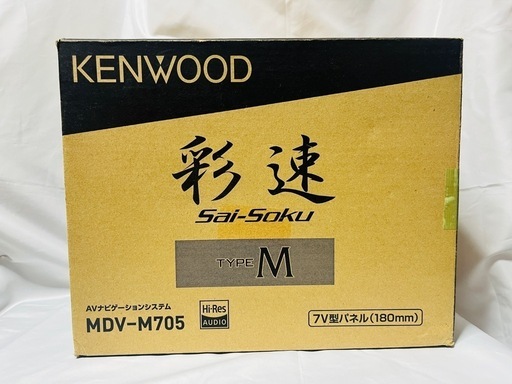 KENWOOD
彩速
Sai-Soku
TYPE M
AVナビゲーションシステム
MDV-M705
Hi-Res
AUDIO
7V型パネル(180mm)